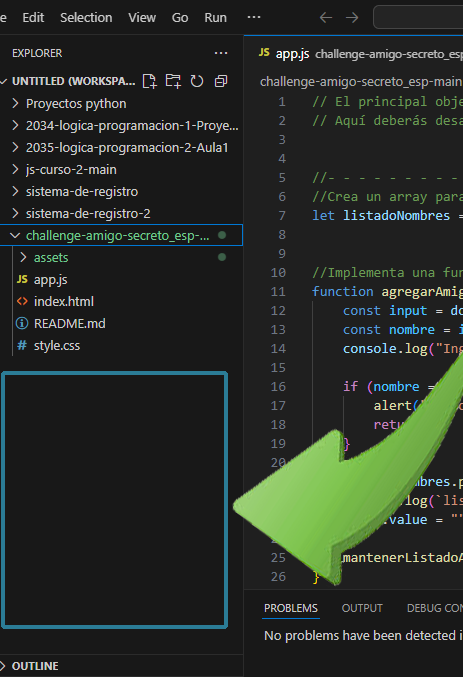 e Edit Selection View Go Run ···
EXPLORER ···
UNTITLED (WORKSPA...
Proyectos python
2034-logica-programacion-1-Proye...
2035-logica-programacion-2-Aula1
js-curso-2-main
sistema-de-registro
sistema-de-registro-2
challenge-amigo-secreto_esp-...
assets
JS app.js
index.html
README.md
# style.css
OUTLINE
JS app.js challenge-amigo-secreto_esp
challenge-amigo-secreto_esp-main
1 // El principal obje
2 // Aquí deberás desa
3
4
5 //- - - - - - - - - -
6 //Crea un array para
7 let listadoNombres =
8
9
10 //Implementa una fun
11 function agregarAmig
12 const input = do
13 const nombre = i
14 console.log("Ing
15
16 if (nombre =
17 alert("
18 retu
19 }
20
mbres.p
log(`lis
.value = ""
25 mantenerListadoA
26 }
PROBLEMS OUTPUT DEBUG CON
No problems have been detected i